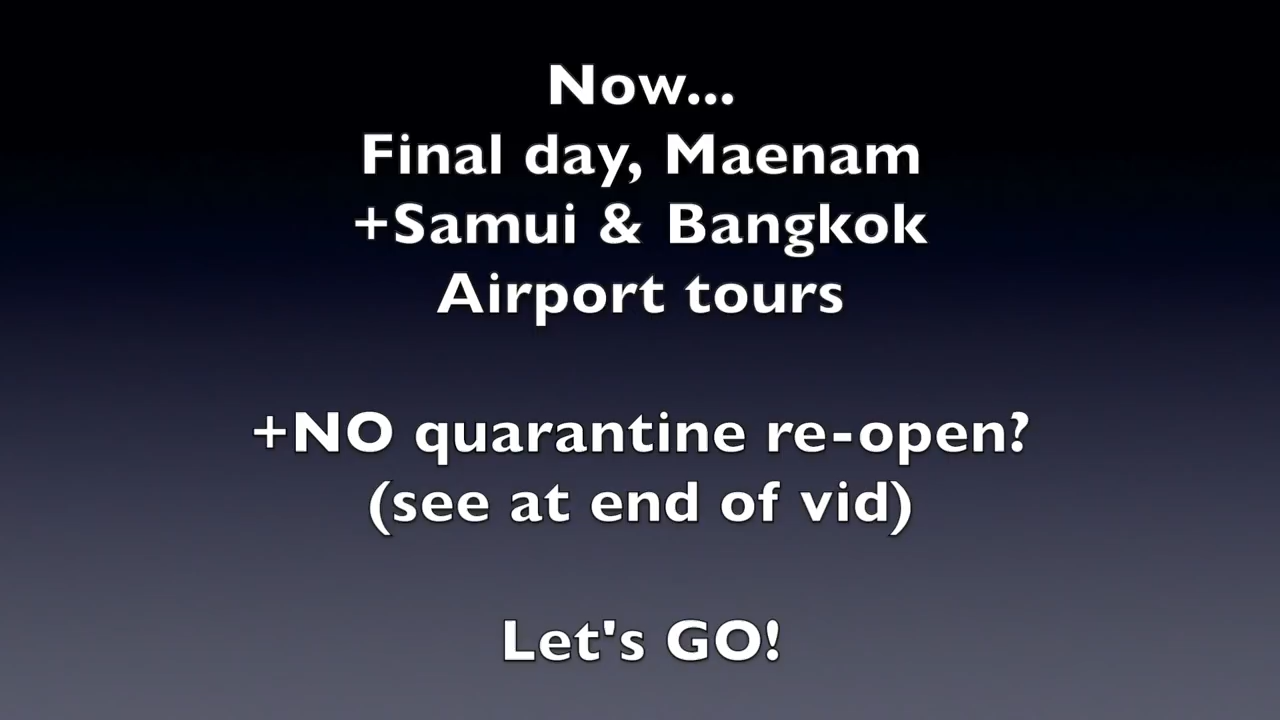 Now...
Final day, Maenam
+Samui & Bangkok
Airport tours
+NO quarantine re-open?
(see at end of vid)
Let's GO!